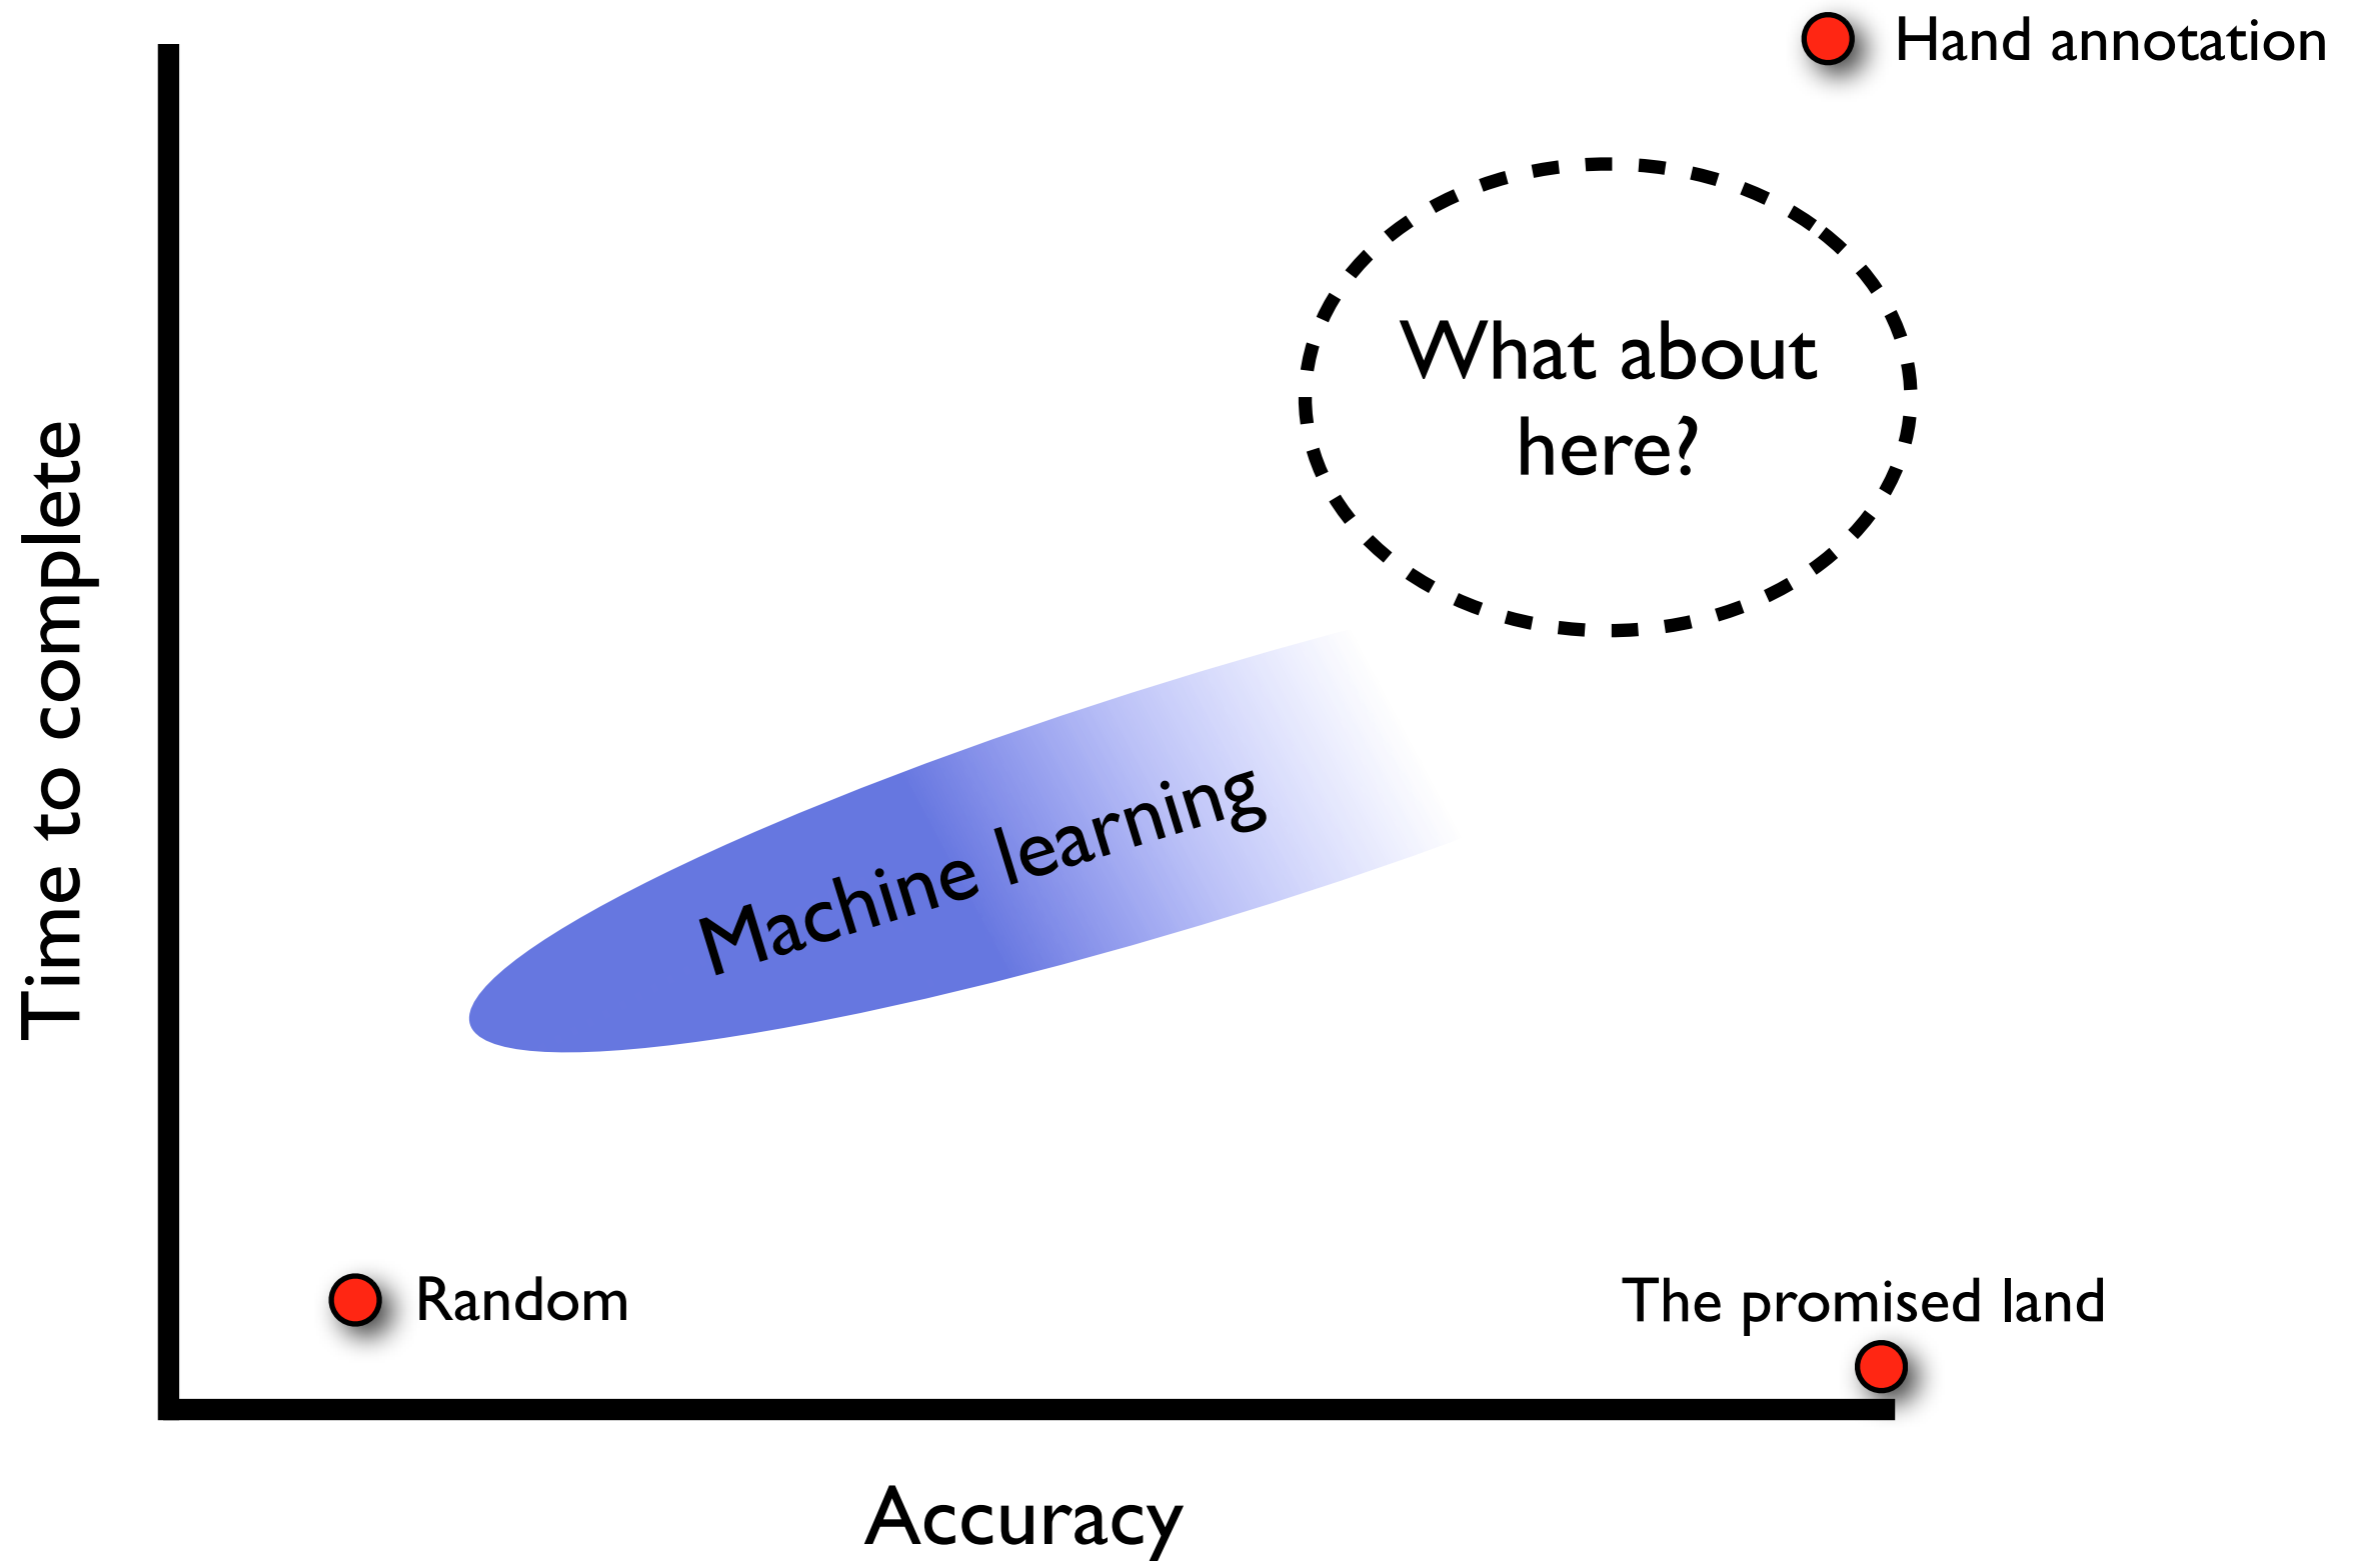 Hand annotation
What about
here?
Time to complete
Machine learning
Random
The promised land
Accuracy